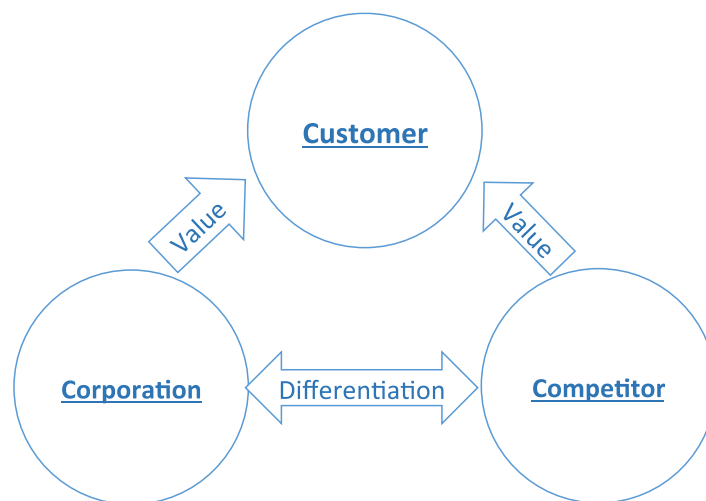 Customer
Value
Value
Corporation
Differentiation
Competitor